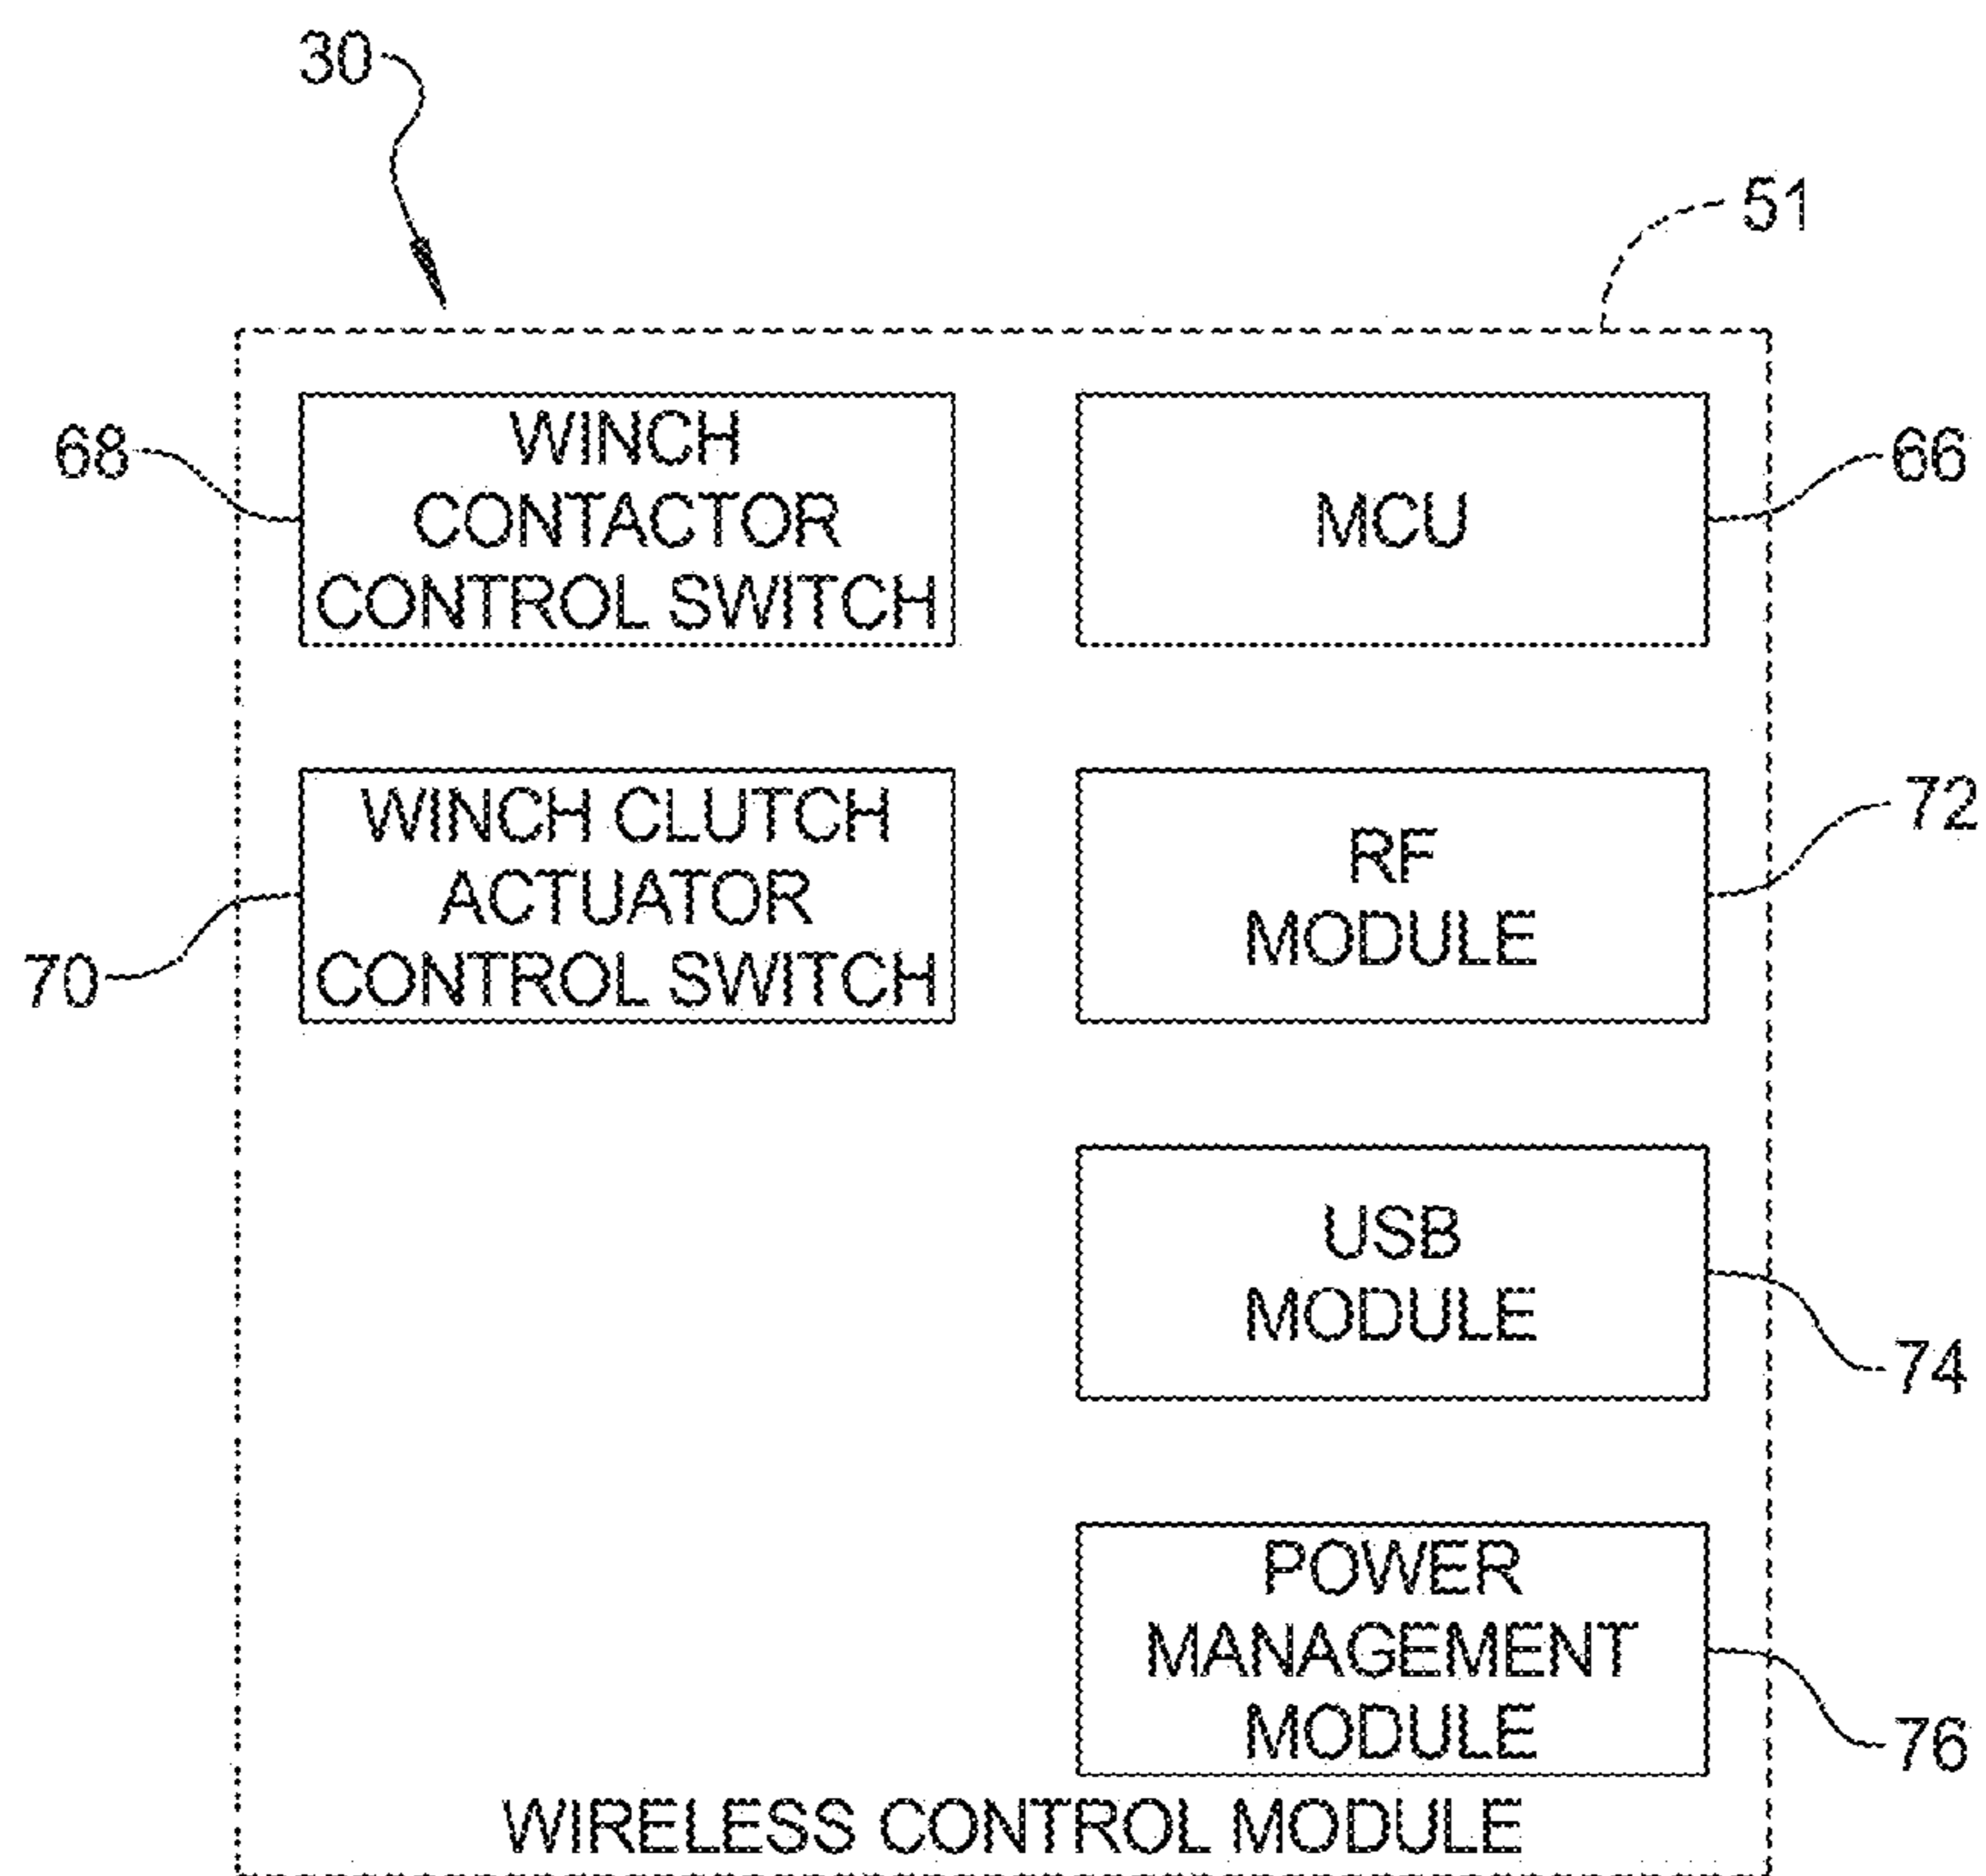 30
51
68
WINCH
CONTACTOR
CONTROL SWITCH
MCU
66
70
WINCH CLUTCH
ACTUATOR
CONTROL SWITCH
RF
MODULE
72
USB
MODULE
74
POWER
MANAGEMENT
MODULE
76
WIRELESS CONTROL MODULE